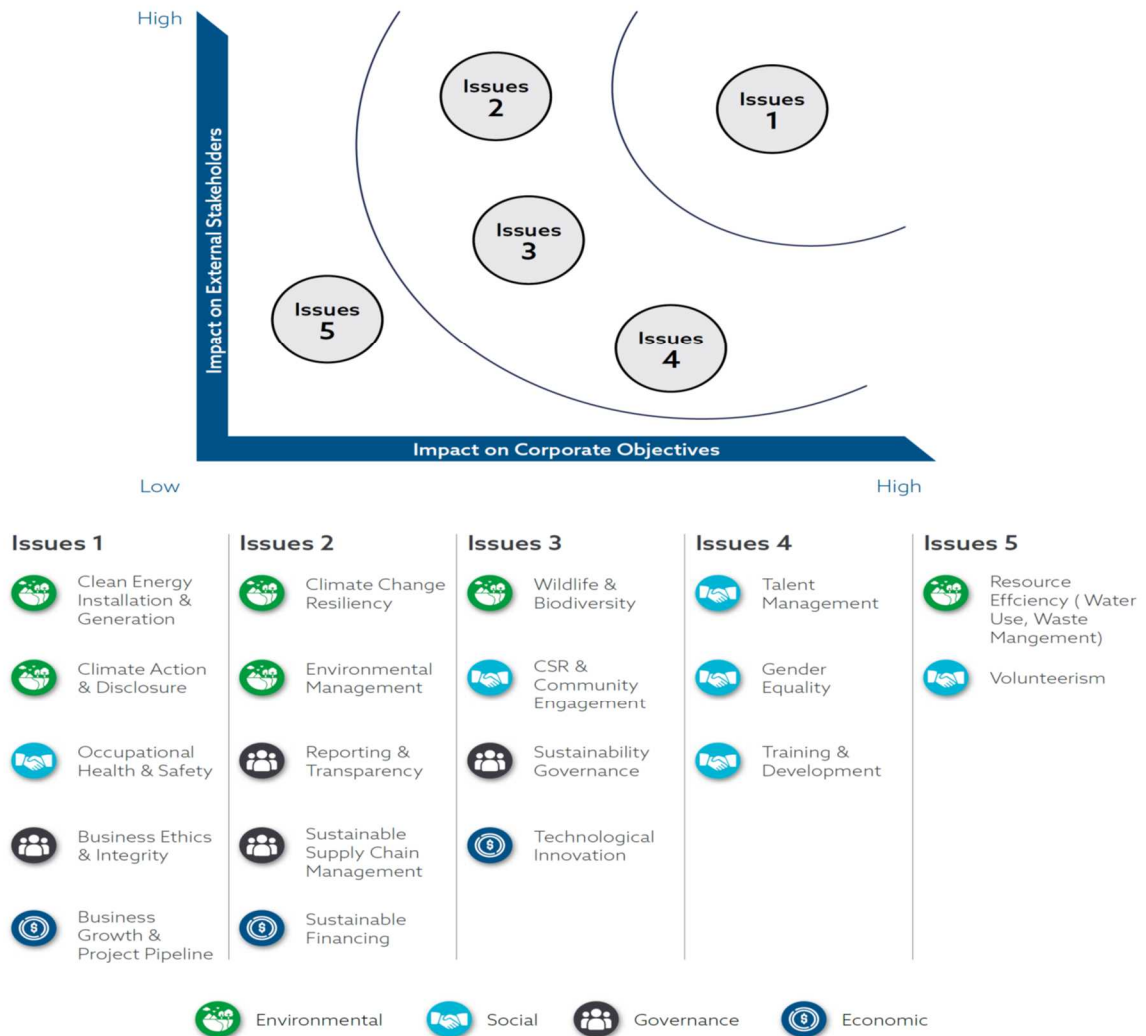 High
Impact on External Stakeholders
Issues
2
Issues
1
Issues
3
Issues
5
Issues
4
Impact on Corporate Objectives
Low
High
Issues 1
Clean Energy
Installation &
Generation
Climate Action
& Disclosure
Occupational
Health & Safety
Business Ethics
& Integrity
Business
Growth &
Project Pipeline
Issues 2
Climate Change
Resiliency
Environmental
Management
Reporting &
Transparency
Sustainable
Supply Chain
Management
Sustainable
Financing
Issues 3
Wildlife &
Biodiversity
CSR &
Community
Engagement
Sustainability
Governance
Technological
Innovation
Issues 4
Talent
Management
Gender
Equality
Training &
Development
Issues 5
Resource
Effciency ( Water
Use, Waste
Mangement)
Volunteerism
Environmental
Social
Governance
Economic